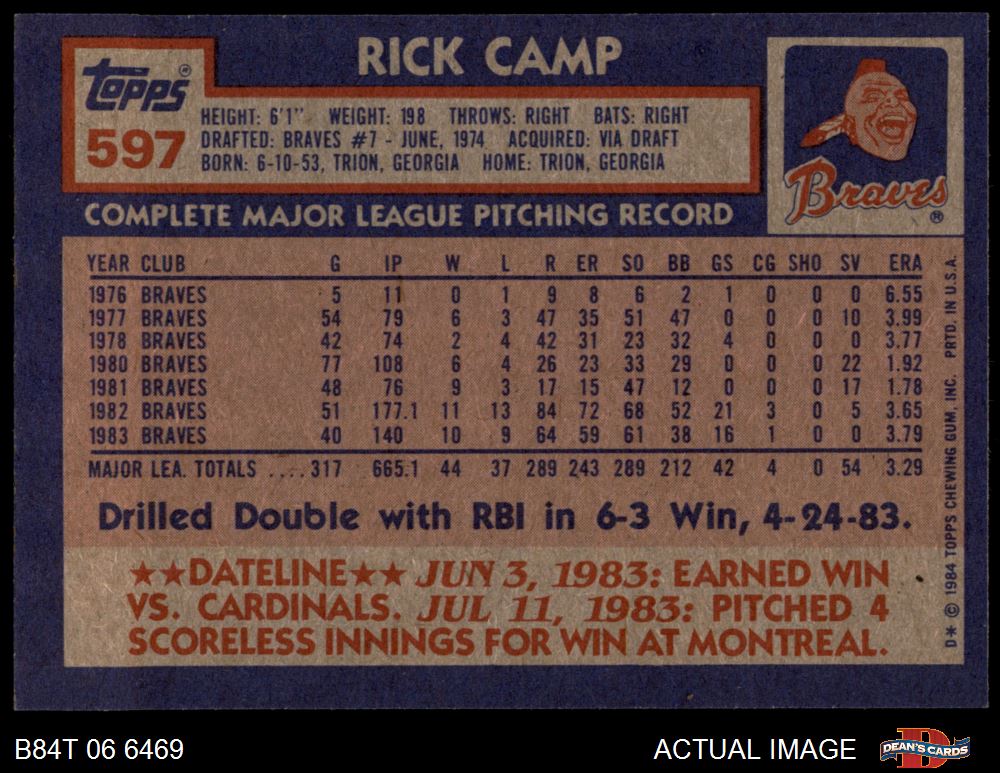 RICK CAMP
TOPPS®
597
HEIGHT: 6'1" WEIGHT: 198 THROWS: RIGHT BATS: RIGHT
DRAFTED: BRAVES #7 - JUNE, 1974 ACQUIRED: VIA DRAFT
BORN: 6-10-53, TRION, GEORGIA HOME: TRION, GEORGIA
Braves®
COMPLETE MAJOR LEAGUE PITCHING RECORD
YEAR CLUB G IP W L R ER SO BB GS CG SHO SV ERA
1976 BRAVES 5 11 0 1 9 8 6 2 1 0 0 0 6.55
1977 BRAVES 54 79 6 3 47 35 51 47 0 0 0 10 3.99
1978 BRAVES 42 74 2 4 42 31 23 32 4 0 0 0 3.77
1980 BRAVES 77 108 6 4 26 23 33 29 0 0 0 22 1.92
1981 BRAVES 48 76 9 3 17 15 47 12 0 0 0 17 1.78
1982 BRAVES 51 177.1 11 13 84 72 68 52 21 3 0 5 3.65
1983 BRAVES 40 140 10 9 64 59 61 38 16 1 0 0 3.79
MAJOR LEA. TOTALS ....317 665.1 44 37 289 243 289 212 42 4 0 54 3.29
Drilled Double with RBI in 6-3 Win, 4-24-83.
★★DATELINE★★ JUN 3, 1983: EARNED WIN
VS. CARDINALS. JUL 11, 1983: PITCHED 4
SCORELESS INNINGS FOR WIN AT MONTREAL.
D* © 1984 TOPPS CHEWING GUM, INC. PRTD. IN U.S.A.
B84T 06 6469
ACTUAL IMAGE
DEAN'S CARDS